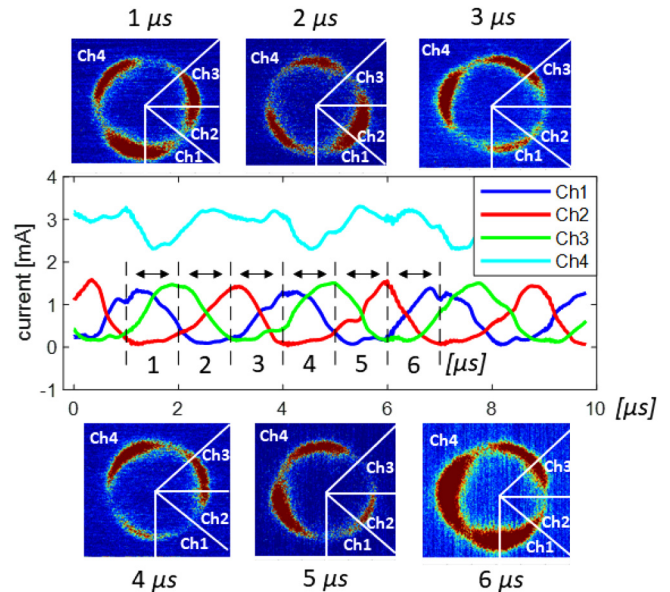 1 μs 2 μs 3 μs
Ch4 Ch3 Ch2 Ch1
Ch4 Ch3 Ch2 Ch1
Ch4 Ch3 Ch2 Ch1
4
3
2
1
0
-1
current [mA]
Ch1
Ch2
Ch3
Ch4
1 2 3 4 5 6 [μs]
0 2 4 6 8 10 [μs]
Ch4 Ch3 Ch2 Ch1
Ch4 Ch3 Ch2 Ch1
Ch4 Ch3 Ch2 Ch1
4 μs 5 μs 6 μs